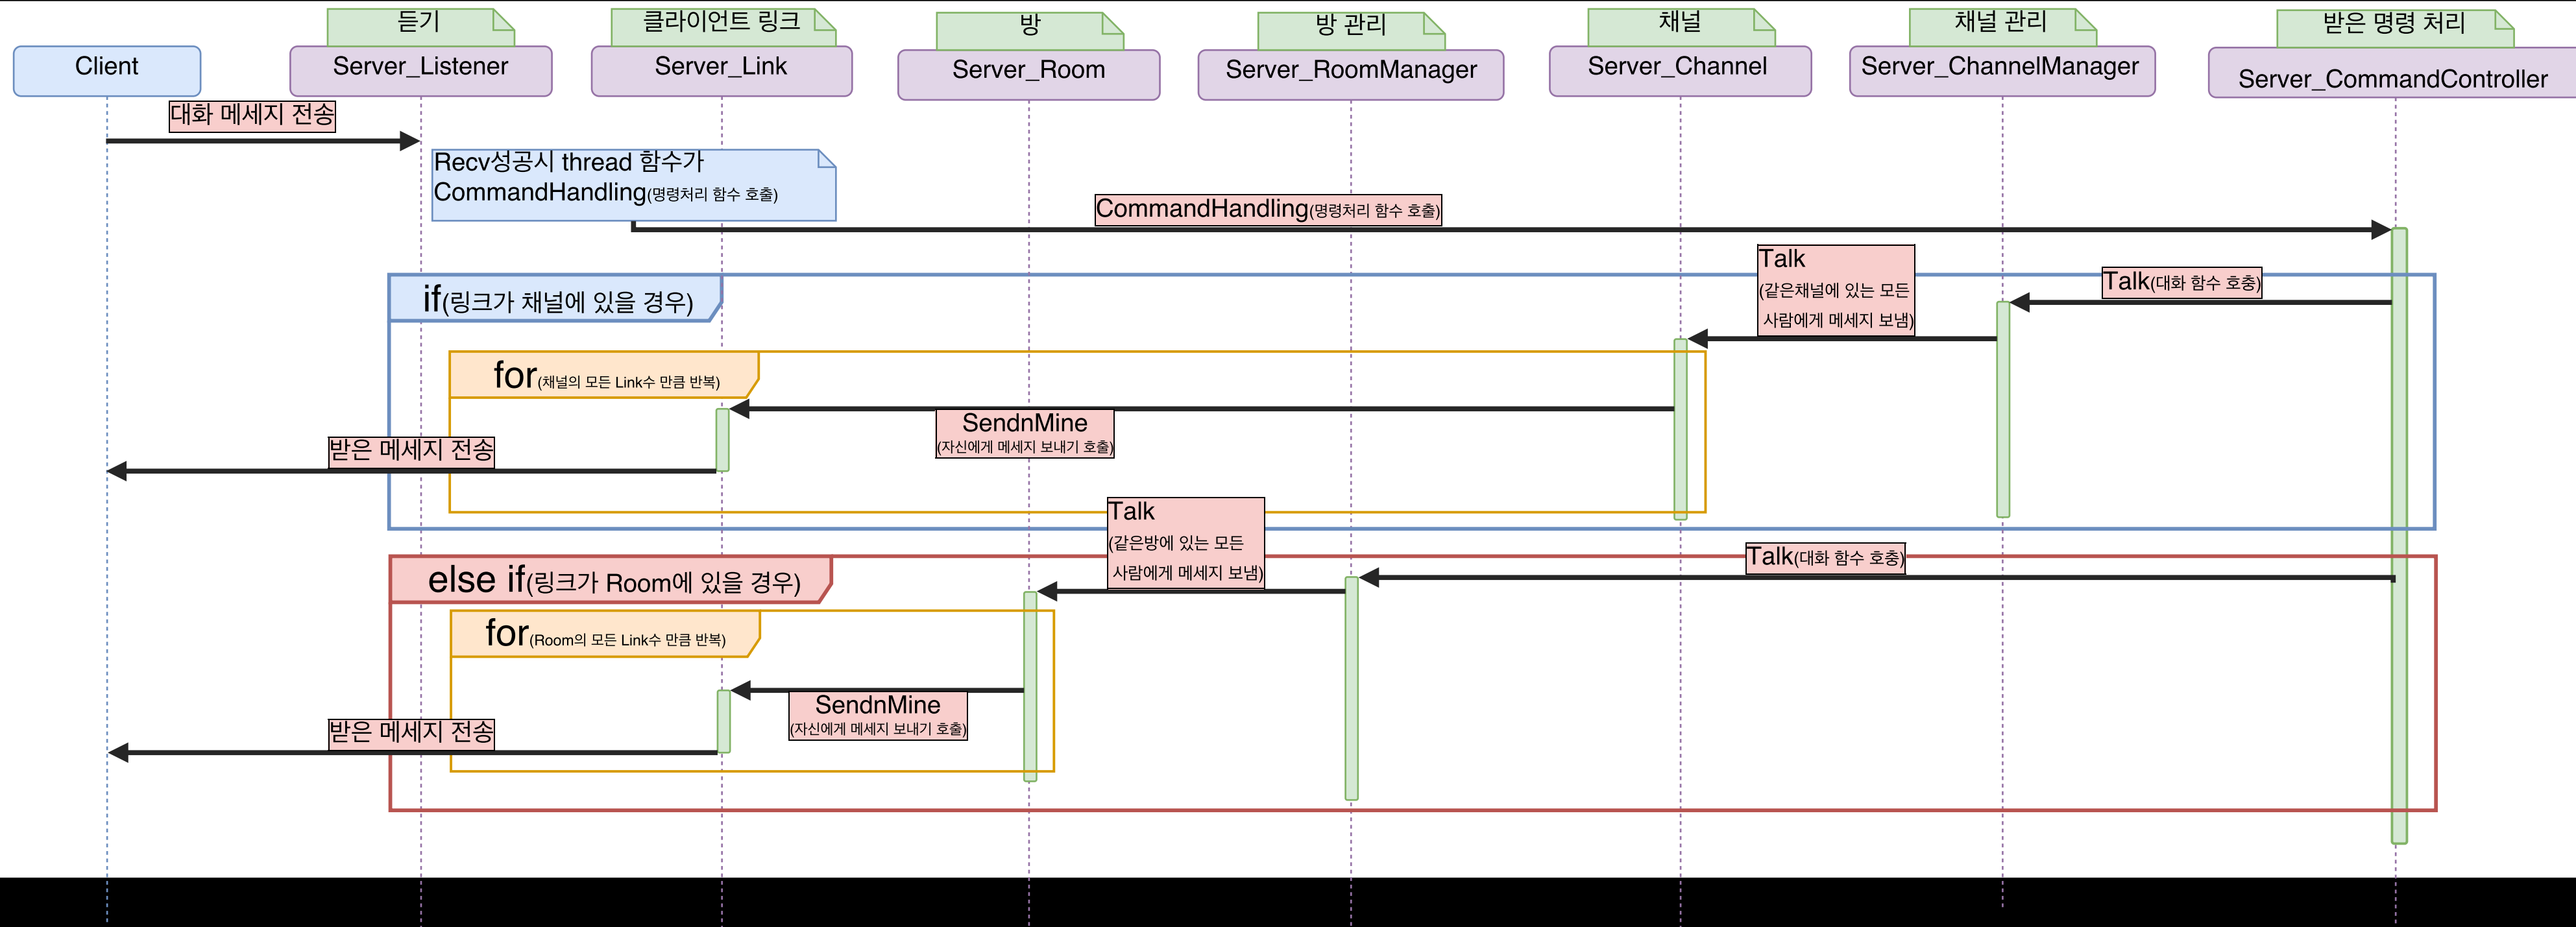 듣기
클라이언트 링크
방
방 관리
채널
채널 관리
받은 명령 처리
Client
Server_Listener
Server_Link
Server_Room
Server_RoomManager
Server_Channel
Server_ChannelManager
Server_CommandController
대화 메세지 전송
Recv성공시 thread 함수가
CommandHandling(명령처리 함수 호출)
CommandHandling(명령처리 함수 호출)
Talk
(같은채널에 있는 모든
사람에게 메세지 보냄)
Talk(대화 함수 호충)
if(링크가 채널에 있을 경우)
for(채널의 모든 Link수 만큼 반복)
SendnMine
(자신에게 메세지 보내기 호출)
받은 메세지 전송
Talk
(같은방에 있는 모든
사람에게 메세지 보냄)
Talk(대화 함수 호충)
else if(링크가 Room에 있을 경우)
for(Room의 모든 Link수 만큼 반복)
SendnMine
(자신에게 메세지 보내기 호출)
받은 메세지 전송